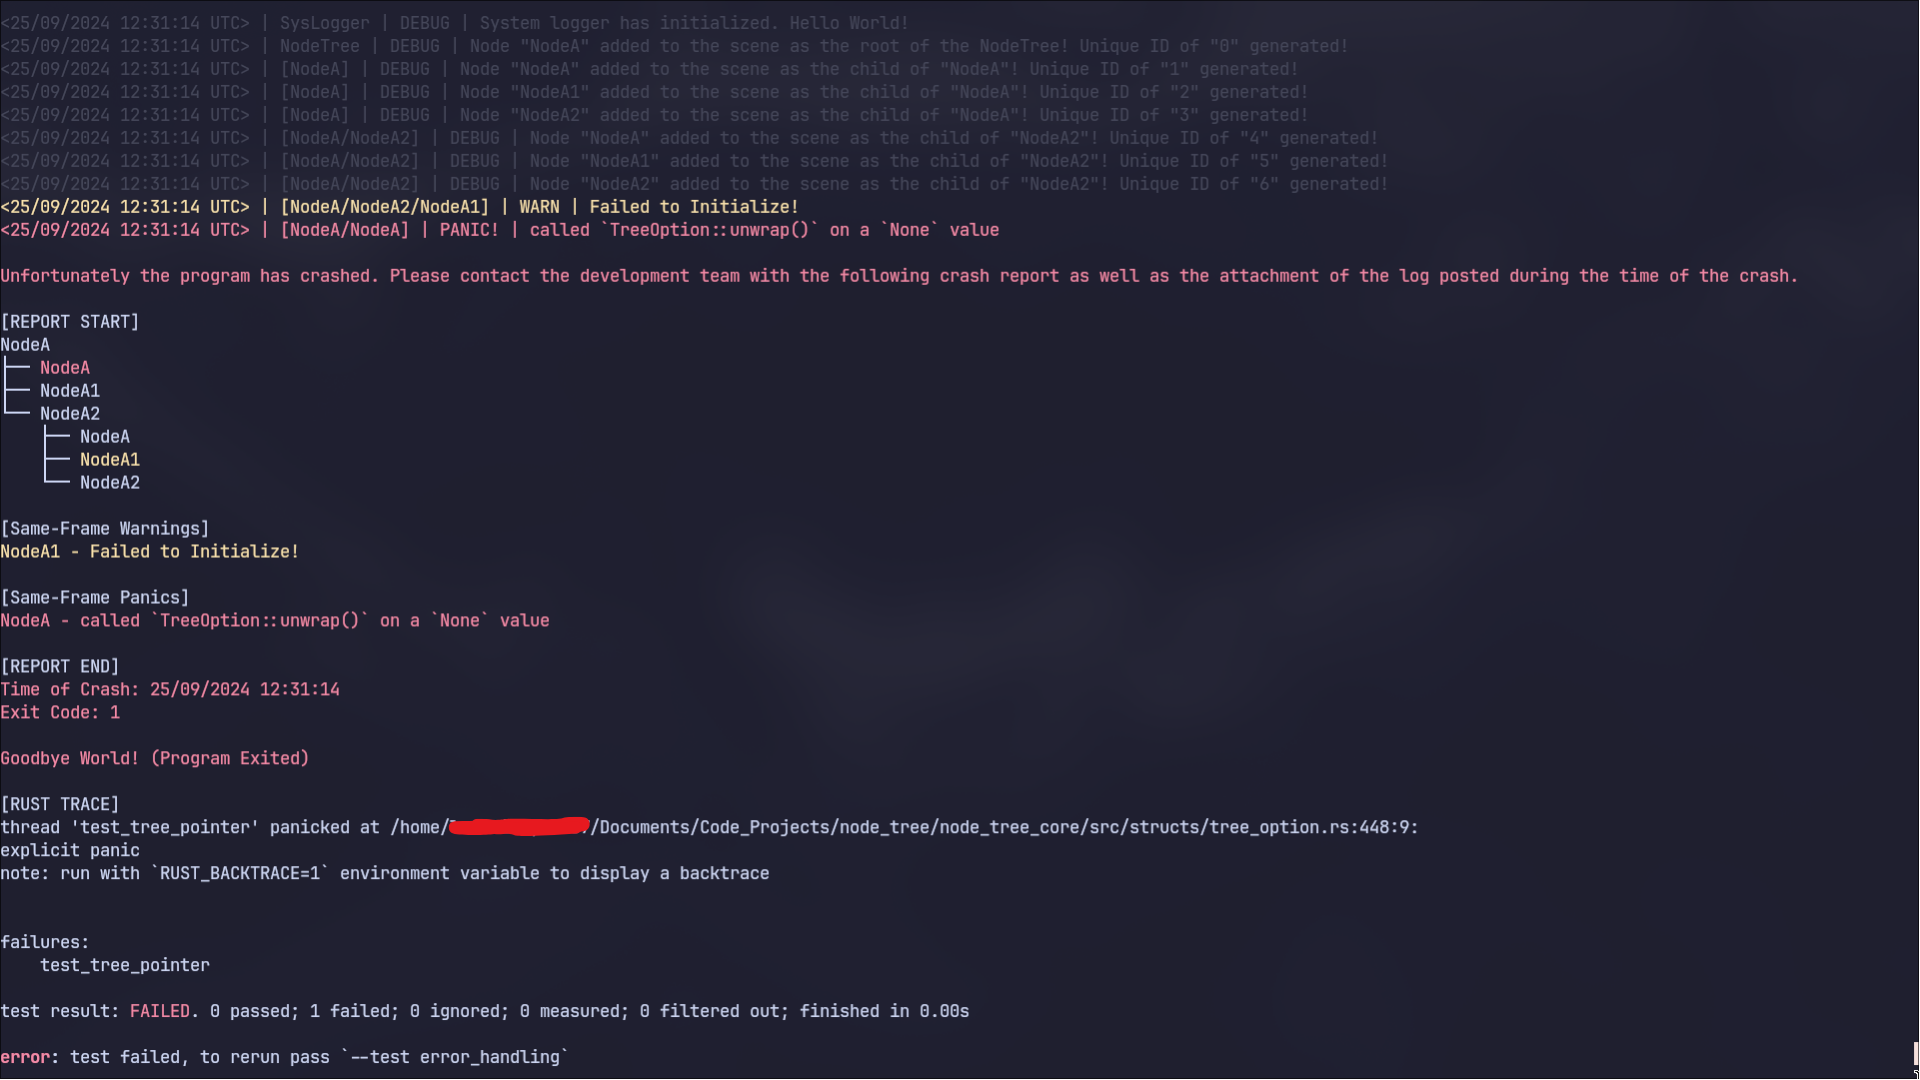 <25/09/2024 12:31:14 UTC> | SysLogger | DEBUG | System logger has initialized. Hello World!
<25/09/2024 12:31:14 UTC> | NodeTree | DEBUG | Node "NodeA" added to the scene as the root of the NodeTree! Unique ID of "0" generated!
<25/09/2024 12:31:14 UTC> | [NodeA] | DEBUG | Node "NodeA" added to the scene as the child of "NodeA"! Unique ID of "1" generated!
<25/09/2024 12:31:14 UTC> | [NodeA] | DEBUG | Node "NodeA1" added to the scene as the child of "NodeA"! Unique ID of "2" generated!
<25/09/2024 12:31:14 UTC> | [NodeA] | DEBUG | Node "NodeA2" added to the scene as the child of "NodeA"! Unique ID of "3" generated!
<25/09/2024 12:31:14 UTC> | [NodeA/NodeA2] | DEBUG | Node "NodeA" added to the scene as the child of "NodeA2"! Unique ID of "4" generated!
<25/09/2024 12:31:14 UTC> | [NodeA/NodeA2] | DEBUG | Node "NodeA1" added to the scene as the child of "NodeA2"! Unique ID of "5" generated!
<25/09/2024 12:31:14 UTC> | [NodeA/NodeA2] | DEBUG | Node "NodeA2" added to the scene as the child of "NodeA2"! Unique ID of "6" generated!
<25/09/2024 12:31:14 UTC> | [NodeA/NodeA2/NodeA1] | WARN | Failed to Initialize!
<25/09/2024 12:31:14 UTC> | [NodeA/NodeA] | PANIC! | called `TreeOption::unwrap()` on a `None` value
Unfortunately the program has crashed. Please contact the development team with the following crash report as well as the attachment of the log posted during the time of the crash.
[REPORT START]
NodeA
├── NodeA
├── NodeA1
└── NodeA2
    ├── NodeA
    ├── NodeA1
    └── NodeA2
[Same-Frame Warnings]
NodeA1 - Failed to Initialize!
[Same-Frame Panics]
NodeA - called `TreeOption::unwrap()` on a `None` value
[REPORT END]
Time of Crash: 25/09/2024 12:31:14
Exit Code: 1
Goodbye World! (Program Exited)
[RUST TRACE]
thread 'test_tree_pointer' panicked at /home/ /Documents/Code_Projects/node_tree/node_tree_core/src/structs/tree_option.rs:448:9:
explicit panic
note: run with `RUST_BACKTRACE=1` environment variable to display a backtrace
failures:
    test_tree_pointer
test result: FAILED. 0 passed; 1 failed; 0 ignored; 0 measured; 0 filtered out; finished in 0.00s
error: test failed, to rerun pass `--test error_handling`